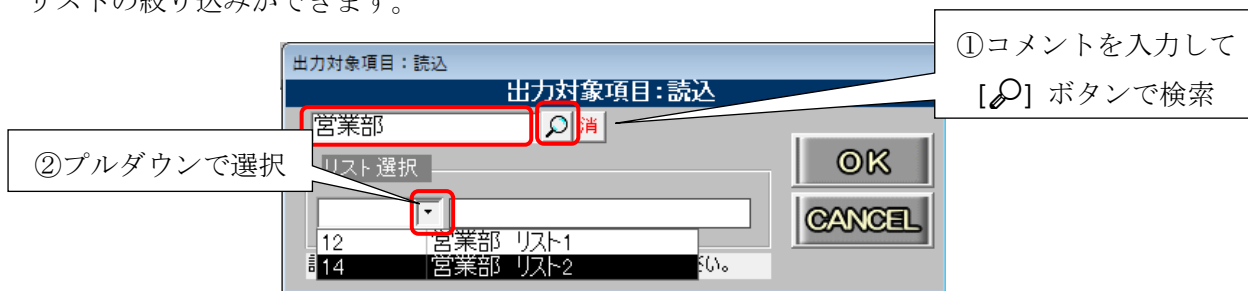 リストの絞り込みができます。
①コメントを入力して
[🔎] ボタンで検索
出力対象項目：読込
出力対象項目：読込
営業部
消
②プルダウンで選択
リスト選択
OK
CANCEL
12 営業部 リスト1
14 営業部 リスト2
い。